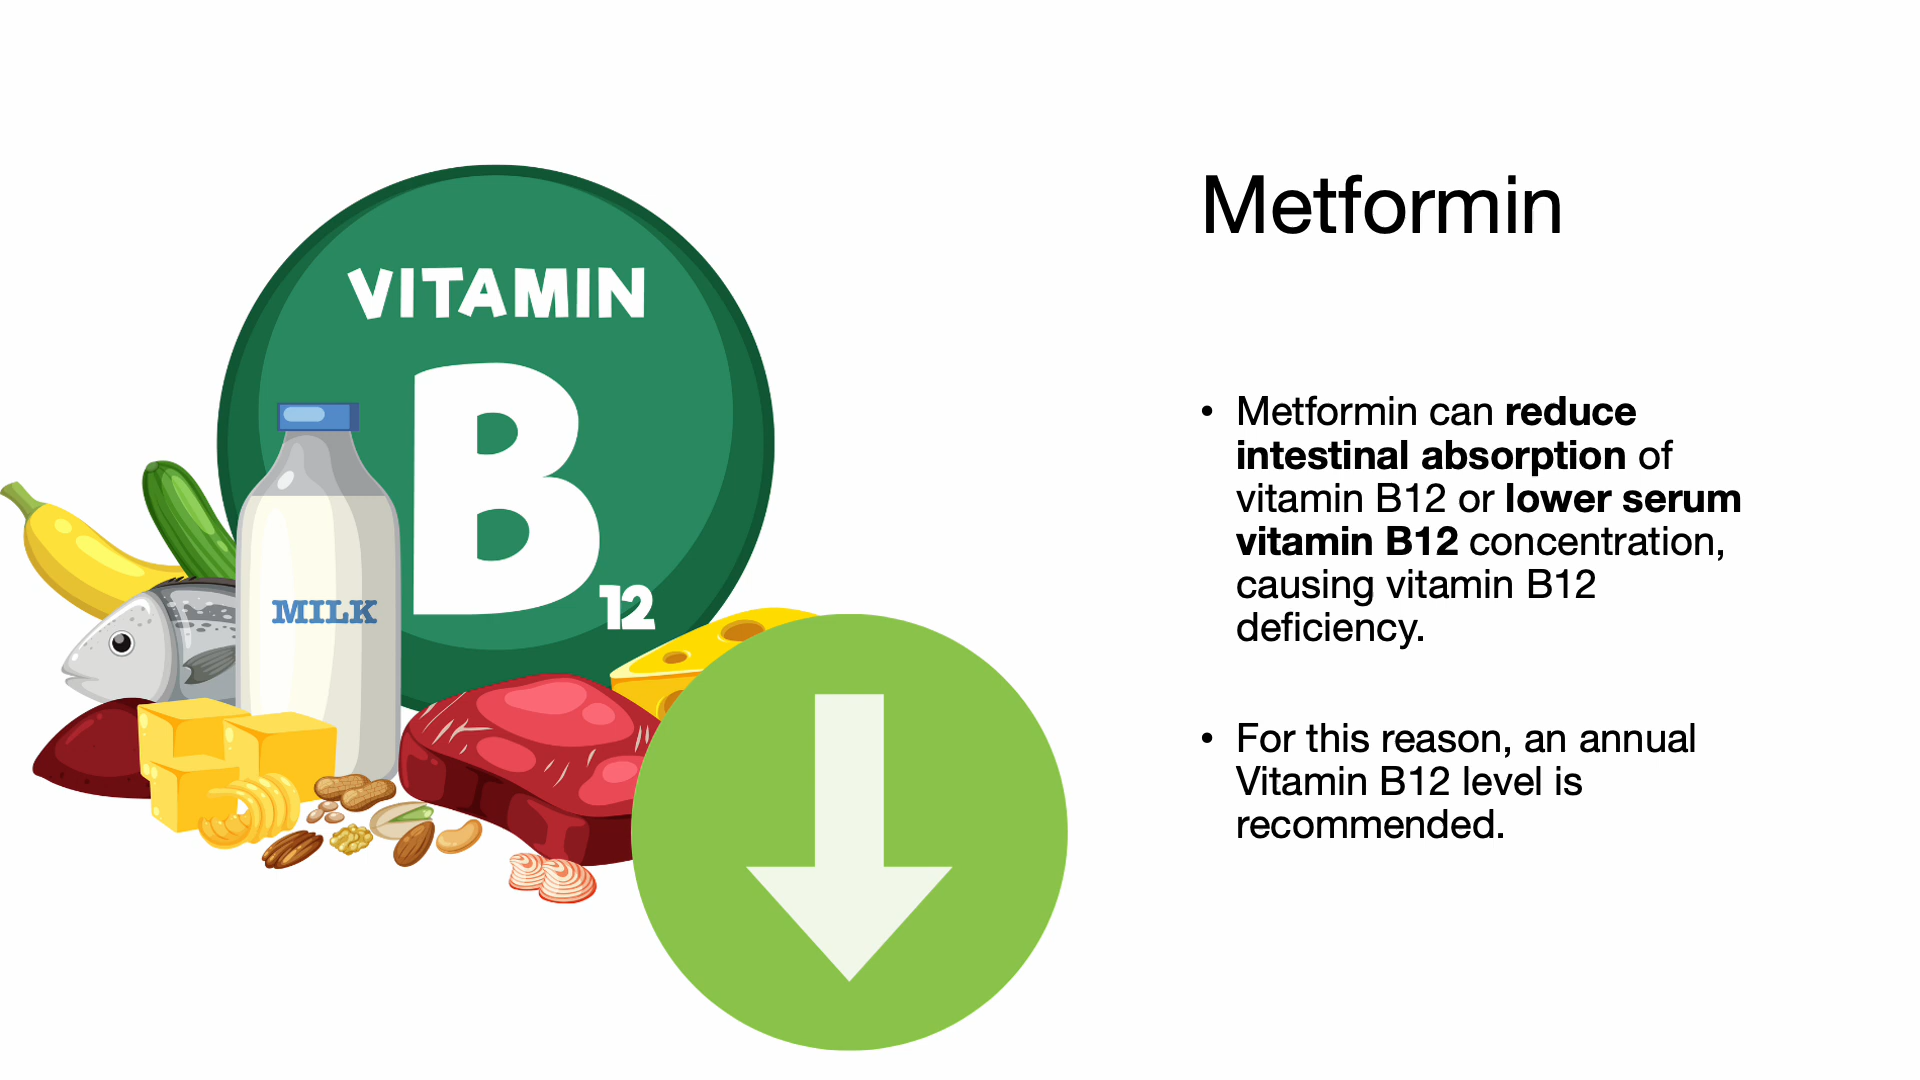 VITAMIN
B12
MILK
Metformin
• Metformin can reduce
intestinal absorption of
vitamin B12 or lower serum
vitamin B12 concentration,
causing vitamin B12
deficiency.
• For this reason, an annual
Vitamin B12 level is
recommended.